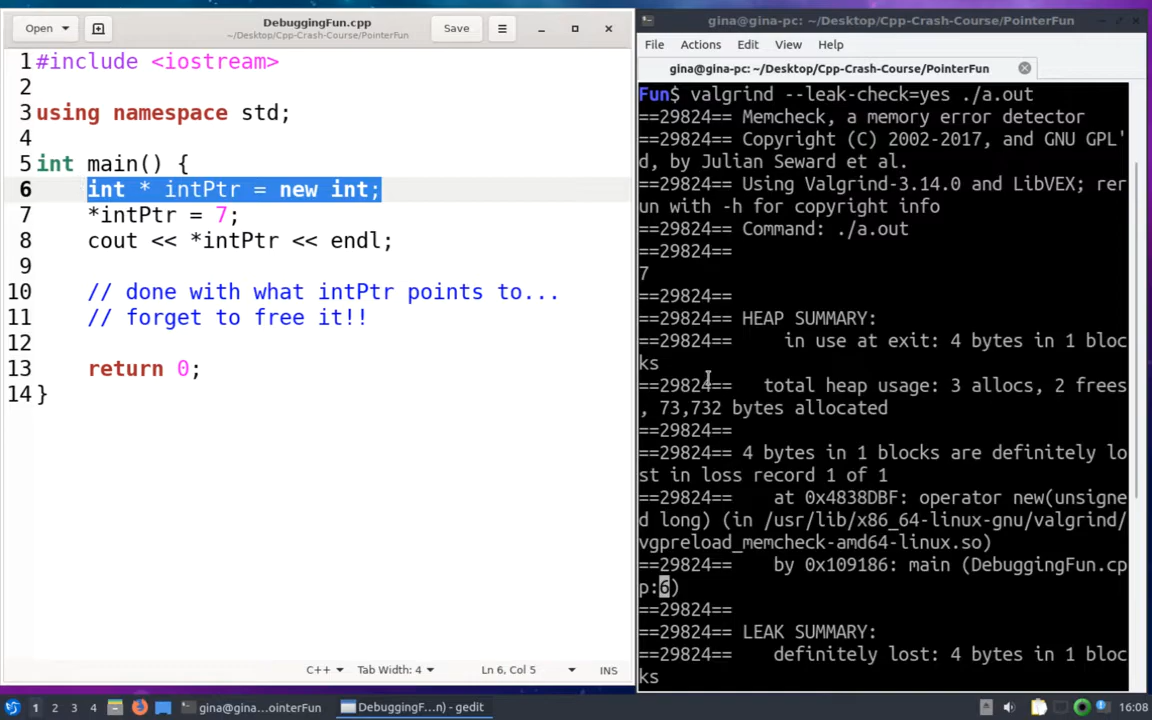 Open
DebuggingFun.cpp
~/Desktop/Cpp-Crash-Course/PointerFun
Save
1 #include <iostream>
2
3 using namespace std;
4
5 int main() {
6     int * intPtr = new int;
7     *intPtr = 7;
8     cout << *intPtr << endl;
9
10     // done with what intPtr points to...
11     // forget to free it!!
12
13     return 0;
14 }
C++
Tab Width: 4
Ln 6, Col 5
INS
gina@gina-pc: ~/Desktop/Cpp-Crash-Course/PointerFun
File Actions Edit View Help
gina@gina-pc: ~/Desktop/Cpp-Crash-Course/PointerFun
Fun$ valgrind --leak-check=yes ./a.out
==29824== Memcheck, a memory error detector
==29824== Copyright (C) 2002-2017, and GNU GPL'
d, by Julian Seward et al.
==29824== Using Valgrind-3.14.0 and LibVEX; rer
un with -h for copyright info
==29824== Command: ./a.out
==29824==
7
==29824==
==29824== HEAP SUMMARY:
==29824==     in use at exit: 4 bytes in 1 bloc
ks
==29824==   total heap usage: 3 allocs, 2 frees
, 73,732 bytes allocated
==29824==
==29824== 4 bytes in 1 blocks are definitely lo
st in loss record 1 of 1
==29824==    at 0x4838DBF: operator new(unsigne
d long) (in /usr/lib/x86_64-linux-gnu/valgrind/
vgpreload_memcheck-amd64-linux.so)
==29824==    by 0x109186: main (DebuggingFun.cp
p:6)
==29824==
==29824== LEAK SUMMARY:
==29824==    definitely lost: 4 bytes in 1 bloc
ks
1 2 3 4
gina@gina...ointerFun
DebuggingF...n) - gedit
16:08